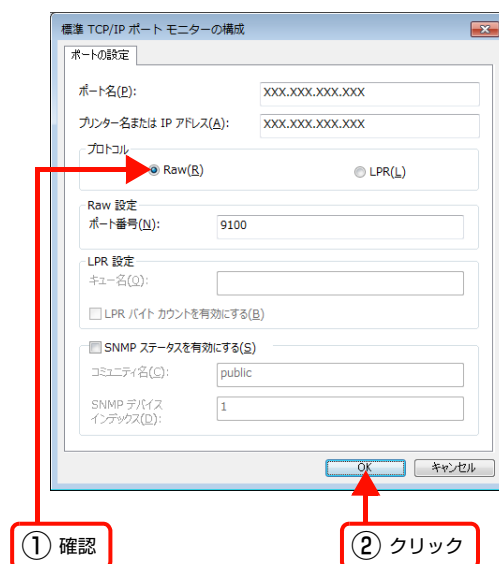 標準 TCP/IP ポート モニターの構成
ポートの設定
ポート名(P): XXX.XXX.XXX.XXX
プリンター名または IP アドレス(A): XXX.XXX.XXX.XXX
プロトコル
Raw(R) LPR(L)
Raw 設定
ポート番号(N): 9100
LPR 設定
キュー名(Q):
LPR バイト カウントを有効にする(B)
SNMP ステータスを有効にする(S)
コミュニティ名(C): public
SNMP デバイス
インデックス(D): 1
OK キャンセル
① 確認 ② クリック